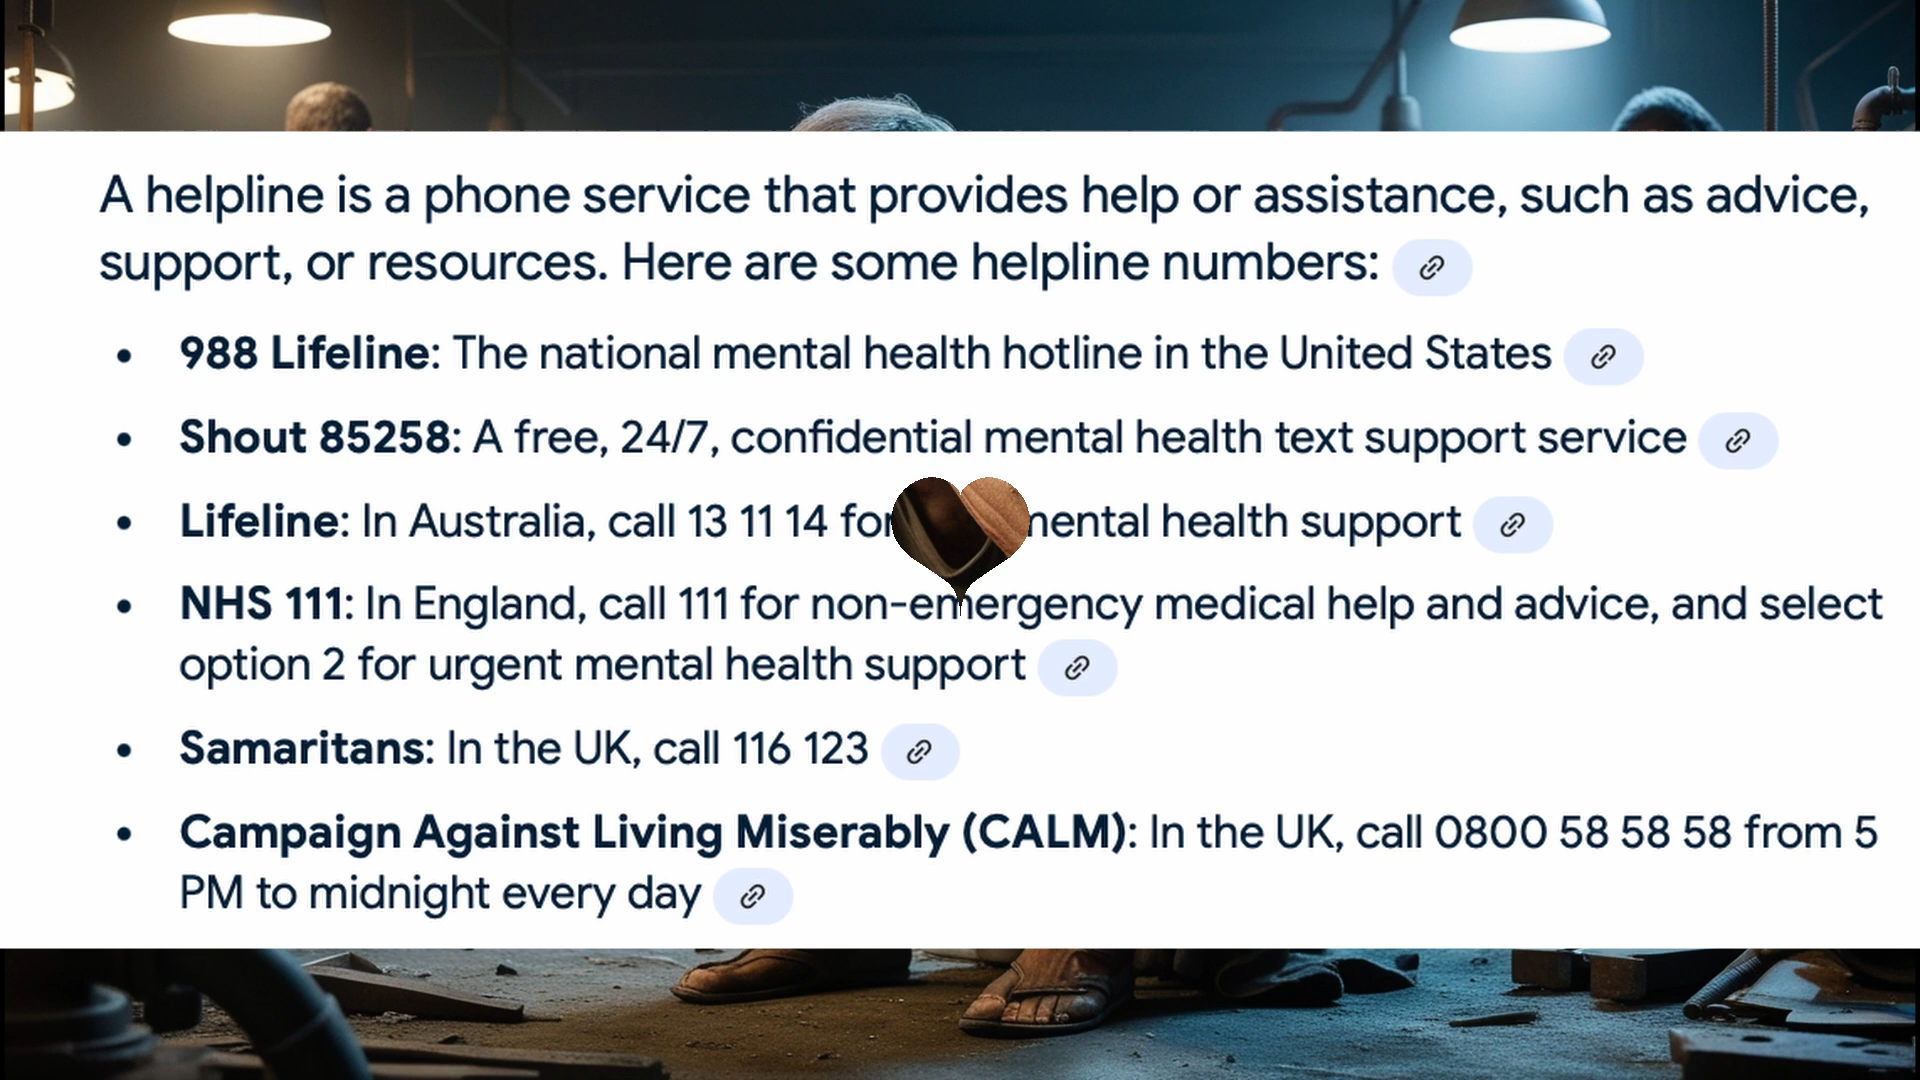 A helpline is a phone service that provides help or assistance, such as advice,
support, or resources. Here are some helpline numbers:
• 988 Lifeline: The national mental health hotline in the United States
• Shout 85258: A free, 24/7, confidential mental health text support service
• Lifeline: In Australia, call 13 11 14 for mental health support
• NHS 111: In England, call 111 for non-emergency medical help and advice, and select
option 2 for urgent mental health support
• Samaritans: In the UK, call 116 123
• Campaign Against Living Miserably (CALM): In the UK, call 0800 58 58 58 from 5
PM to midnight every day